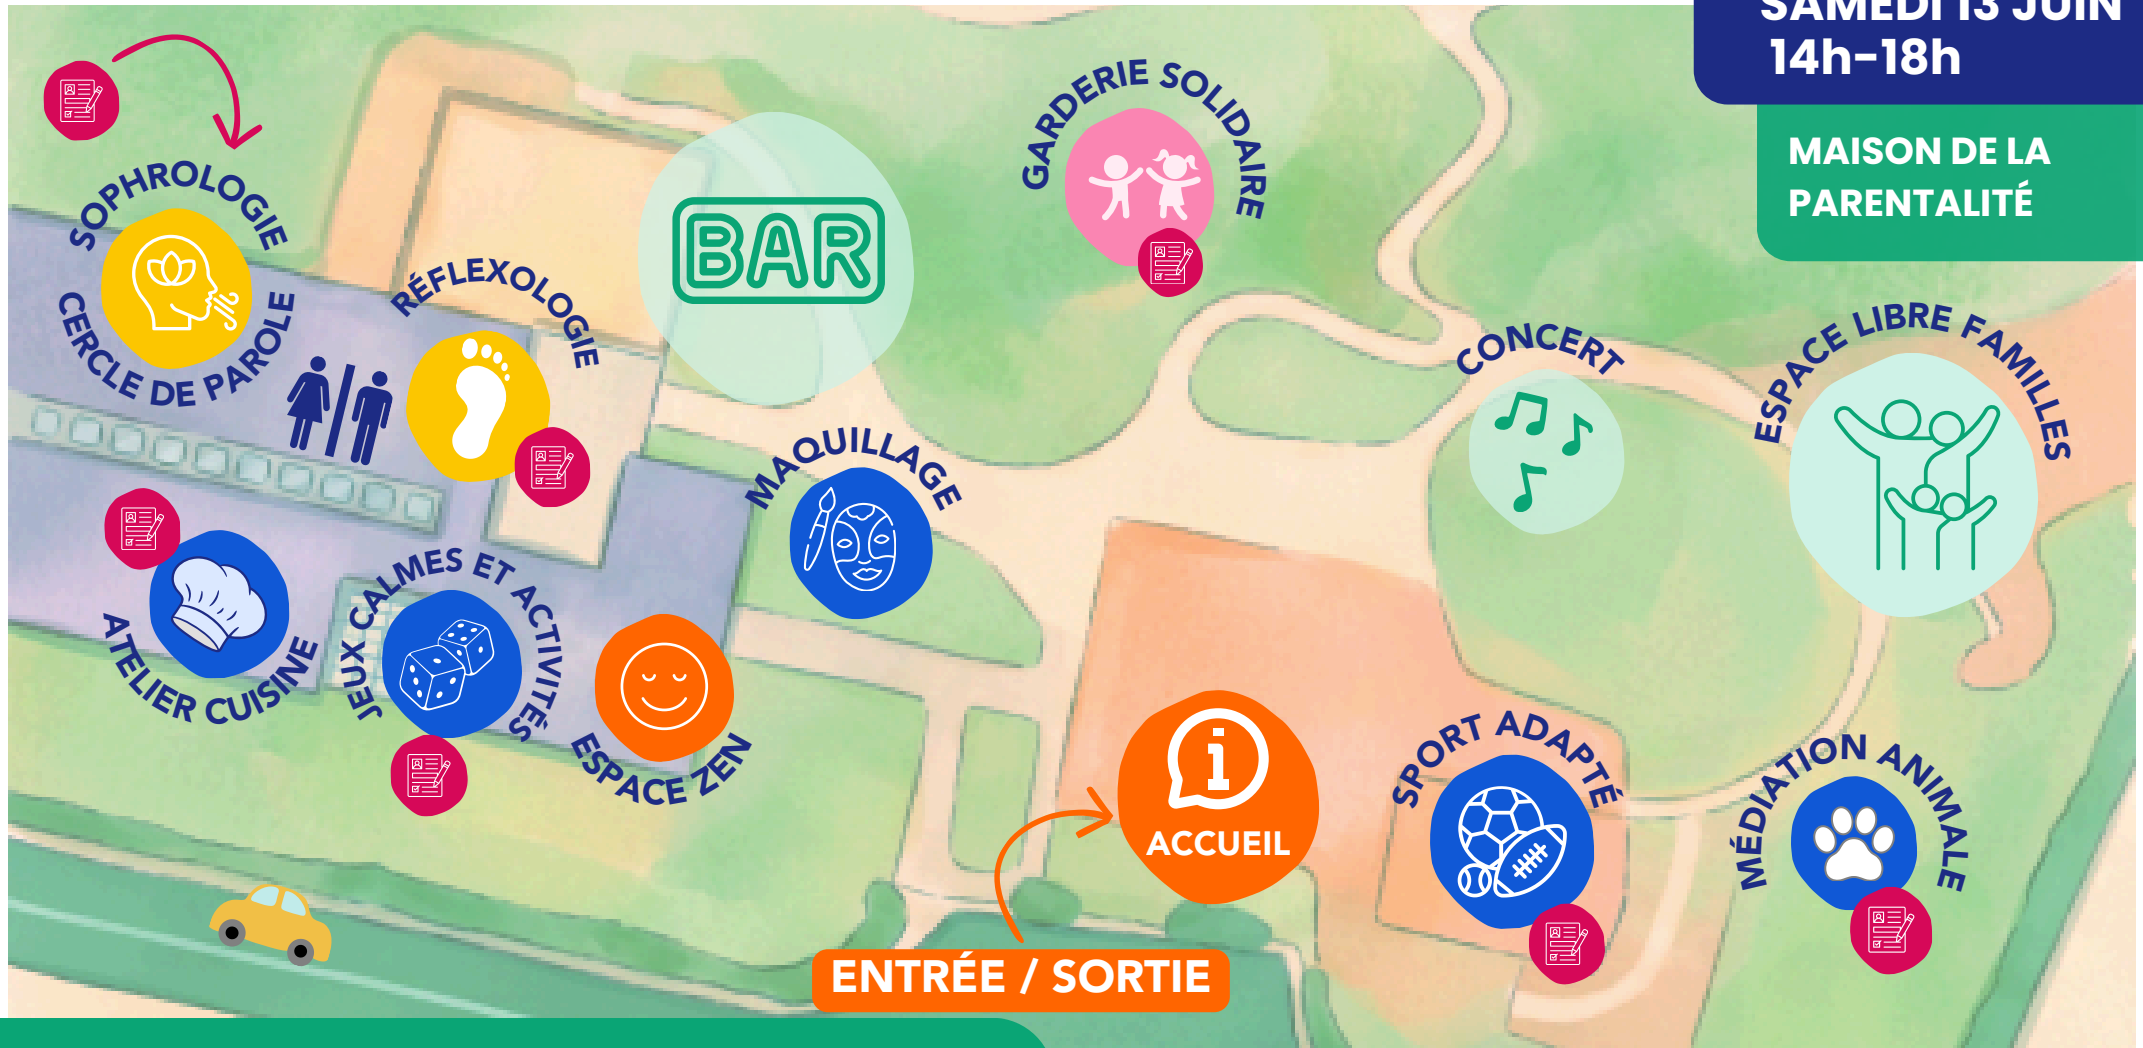 SAMEDI 13 JUIN
14h-18h
MAISON DE LA
PARENTALITÉ
GARDERIE SOLIDAIRE
SOPHROLOGIE
CERCLE DE PAROLE
RÉFLEXOLOGIE
BAR
CONCERT
ESPACE LIBRE FAMILLES
MAQUILLAGE
ATELIER CUISINE
JEUX CALMES ET ACTIVITÉS
ESPACE ZEN
ACCUEIL
SPORT ADAPTÉ
MÉDIATION ANIMALE
ENTRÉE / SORTIE